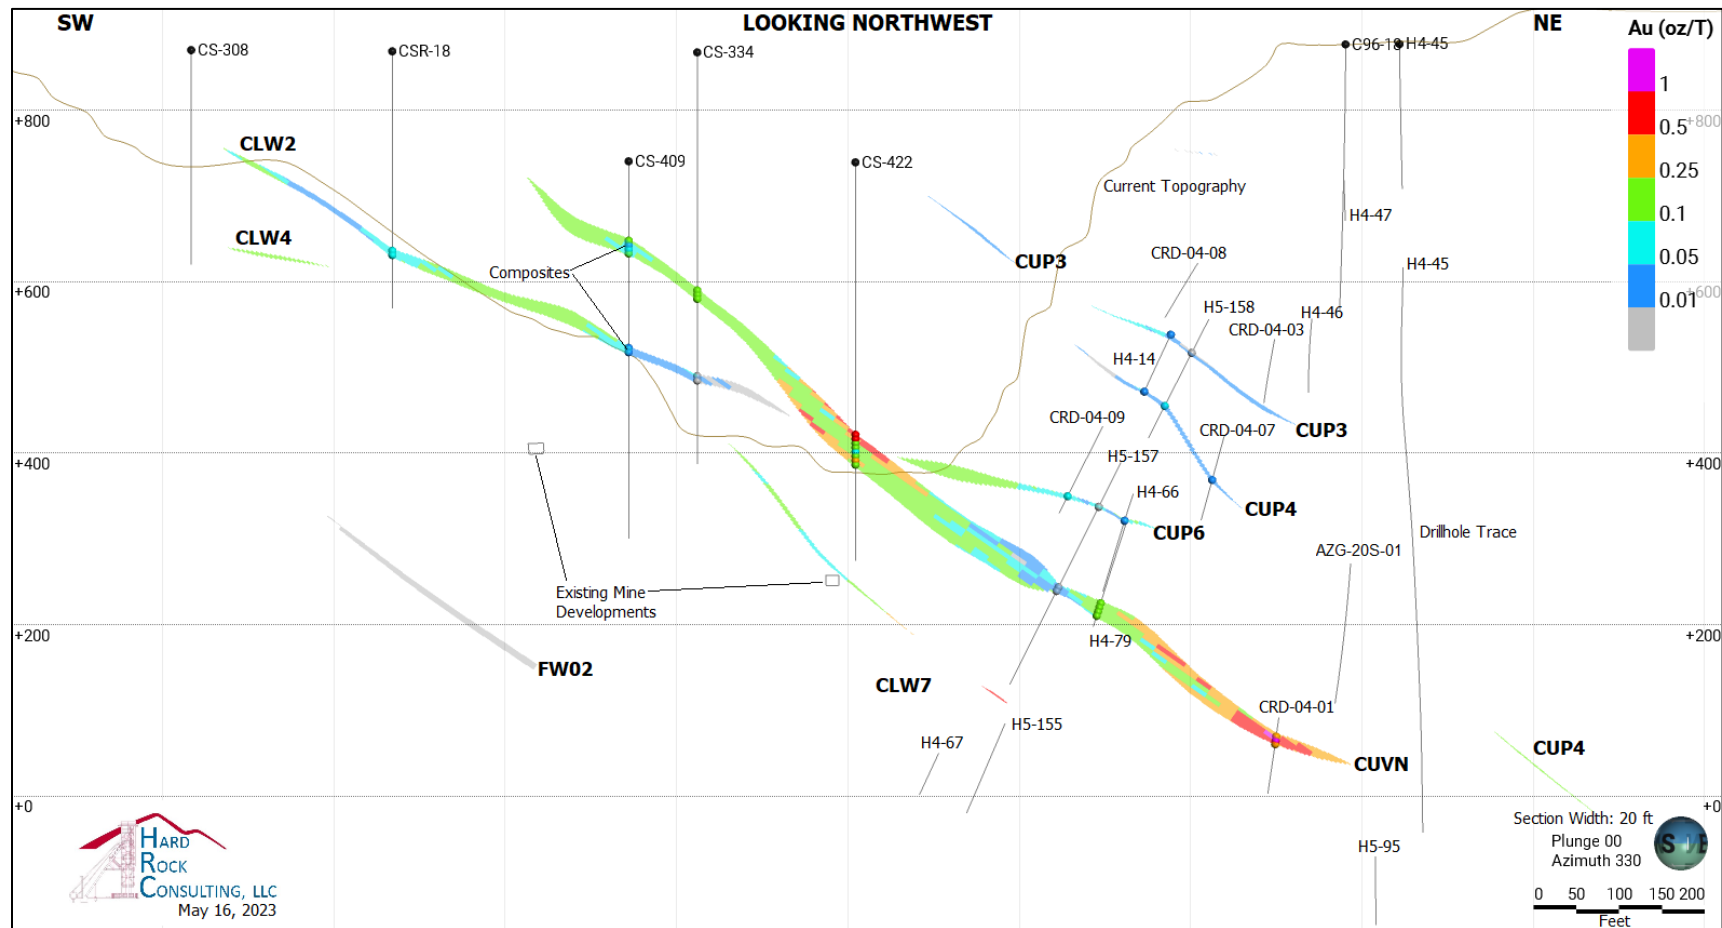 SW
LOOKING NORTHWEST
NE
Au (oz/T)
1
0.5
0.25
0.1
0.05
0.01
CS-308
CSR-18
CS-334
C96-18
H4-45
+800
+800
CLW2
CS-409
CS-422
Current Topography
H4-47
CLW4
Composites
CUP3
CRD-04-08
H4-45
+600
+600
H5-158
H4-46
CRD-04-03
H4-14
CRD-04-09
CUP3
CRD-04-07
+400
+400
H5-157
H4-66
CUP4
CUP6
Drillhole Trace
AZG-20S-01
Existing Mine
Developments
+200
+200
H4-79
FW02
CLW7
H5-155
CRD-04-01
H4-67
CUVN
CUP4
+0
+0
HARD
ROCK
CONSULTING, LLC
May 16, 2023
Section Width: 20 ft
Plunge 00
Azimuth 330
H5-95
0 50 100 150 200
Feet